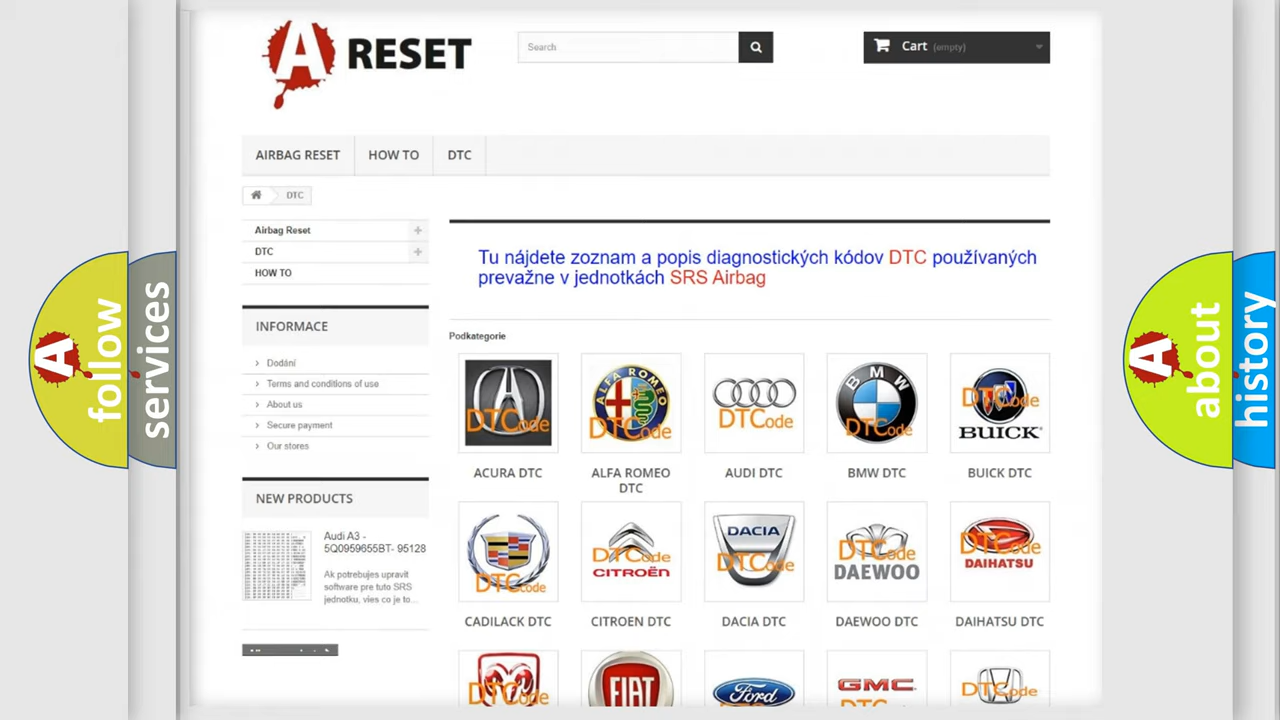 A RESET
Search
Cart (empty)
AIRBAG RESET
HOW TO
DTC
DTC
Airbag Reset
DTC
HOW TO
Tu nájdete zoznam a popis diagnostických kódov DTC používaných
prevažne v jednotkách SRS Airbag
INFORMACE
Dodání
Terms and conditions of use
About us
Secure payment
Our stores
Podkategorie
DTCode
ALFA ROMEO
DTCode
DTCode
BMW
DTCode
DTCode
BUICK
ACURA DTC
ALFA ROMEO
DTC
AUDI DTC
BMW DTC
BUICK DTC
NEW PRODUCTS
Audi A3 -
5Q0959655BT- 95128
Ak potrebujes upravit
software pre tuto SRS
jednotku, vies co je to...
DTCode
DTCode
CITROËN
DACIA
DTCode
DTCode
DAEWOO
DTCode
DAIHATSU
CADILACK DTC
CITROEN DTC
DACIA DTC
DAEWOO DTC
DAIHATSU DTC
DTCode
FIAT
Ford
GMC
DTCode
A follow
services
A about
history